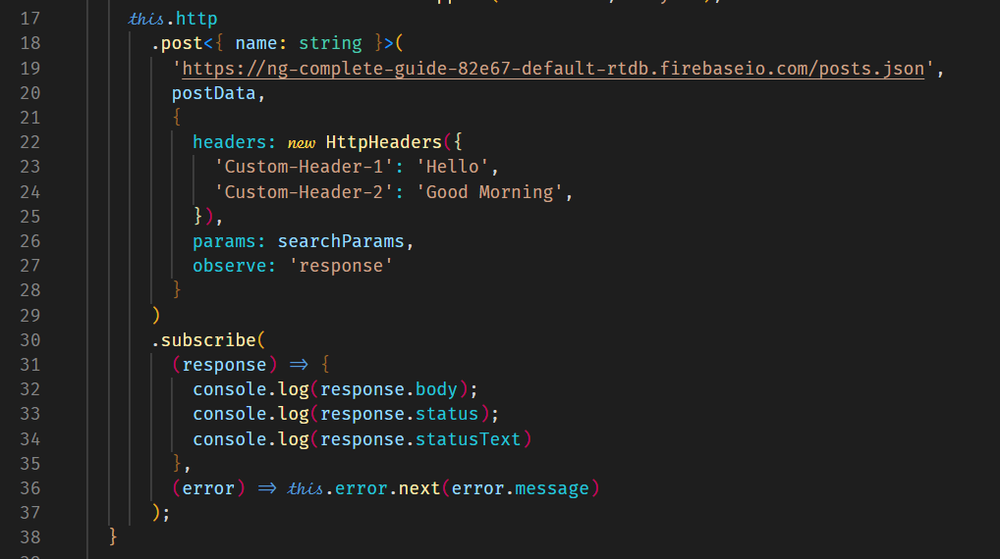 17 this.http
18 .post<{ name: string }>(
19 'https://ng-complete-guide-82e67-default-rtdb.firebaseio.com/posts.json',
20 postData,
21 {
22 headers: new HttpHeaders({
23 'Custom-Header-1': 'Hello',
24 'Custom-Header-2': 'Good Morning',
25 }),
26 params: searchParams,
27 observe: 'response'
28 }
29 )
30 .subscribe(
31 (response) => {
32 console.log(response.body);
33 console.log(response.status);
34 console.log(response.statusText)
35 },
36 (error) => this.error.next(error.message)
37 );
38 }